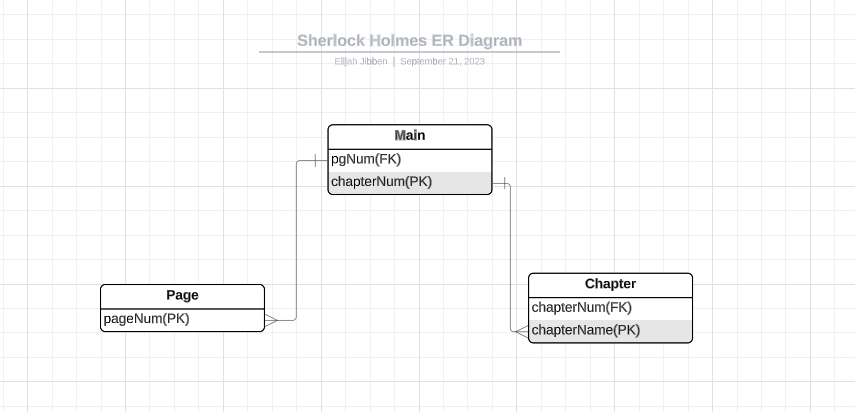 Sherlock Holmes ER Diagram
Elijah Jibben | September 21, 2023
Main
pgNum(FK)
chapterNum(PK)
Page
pageNum(PK)
Chapter
chapterNum(FK)
chapterName(PK)